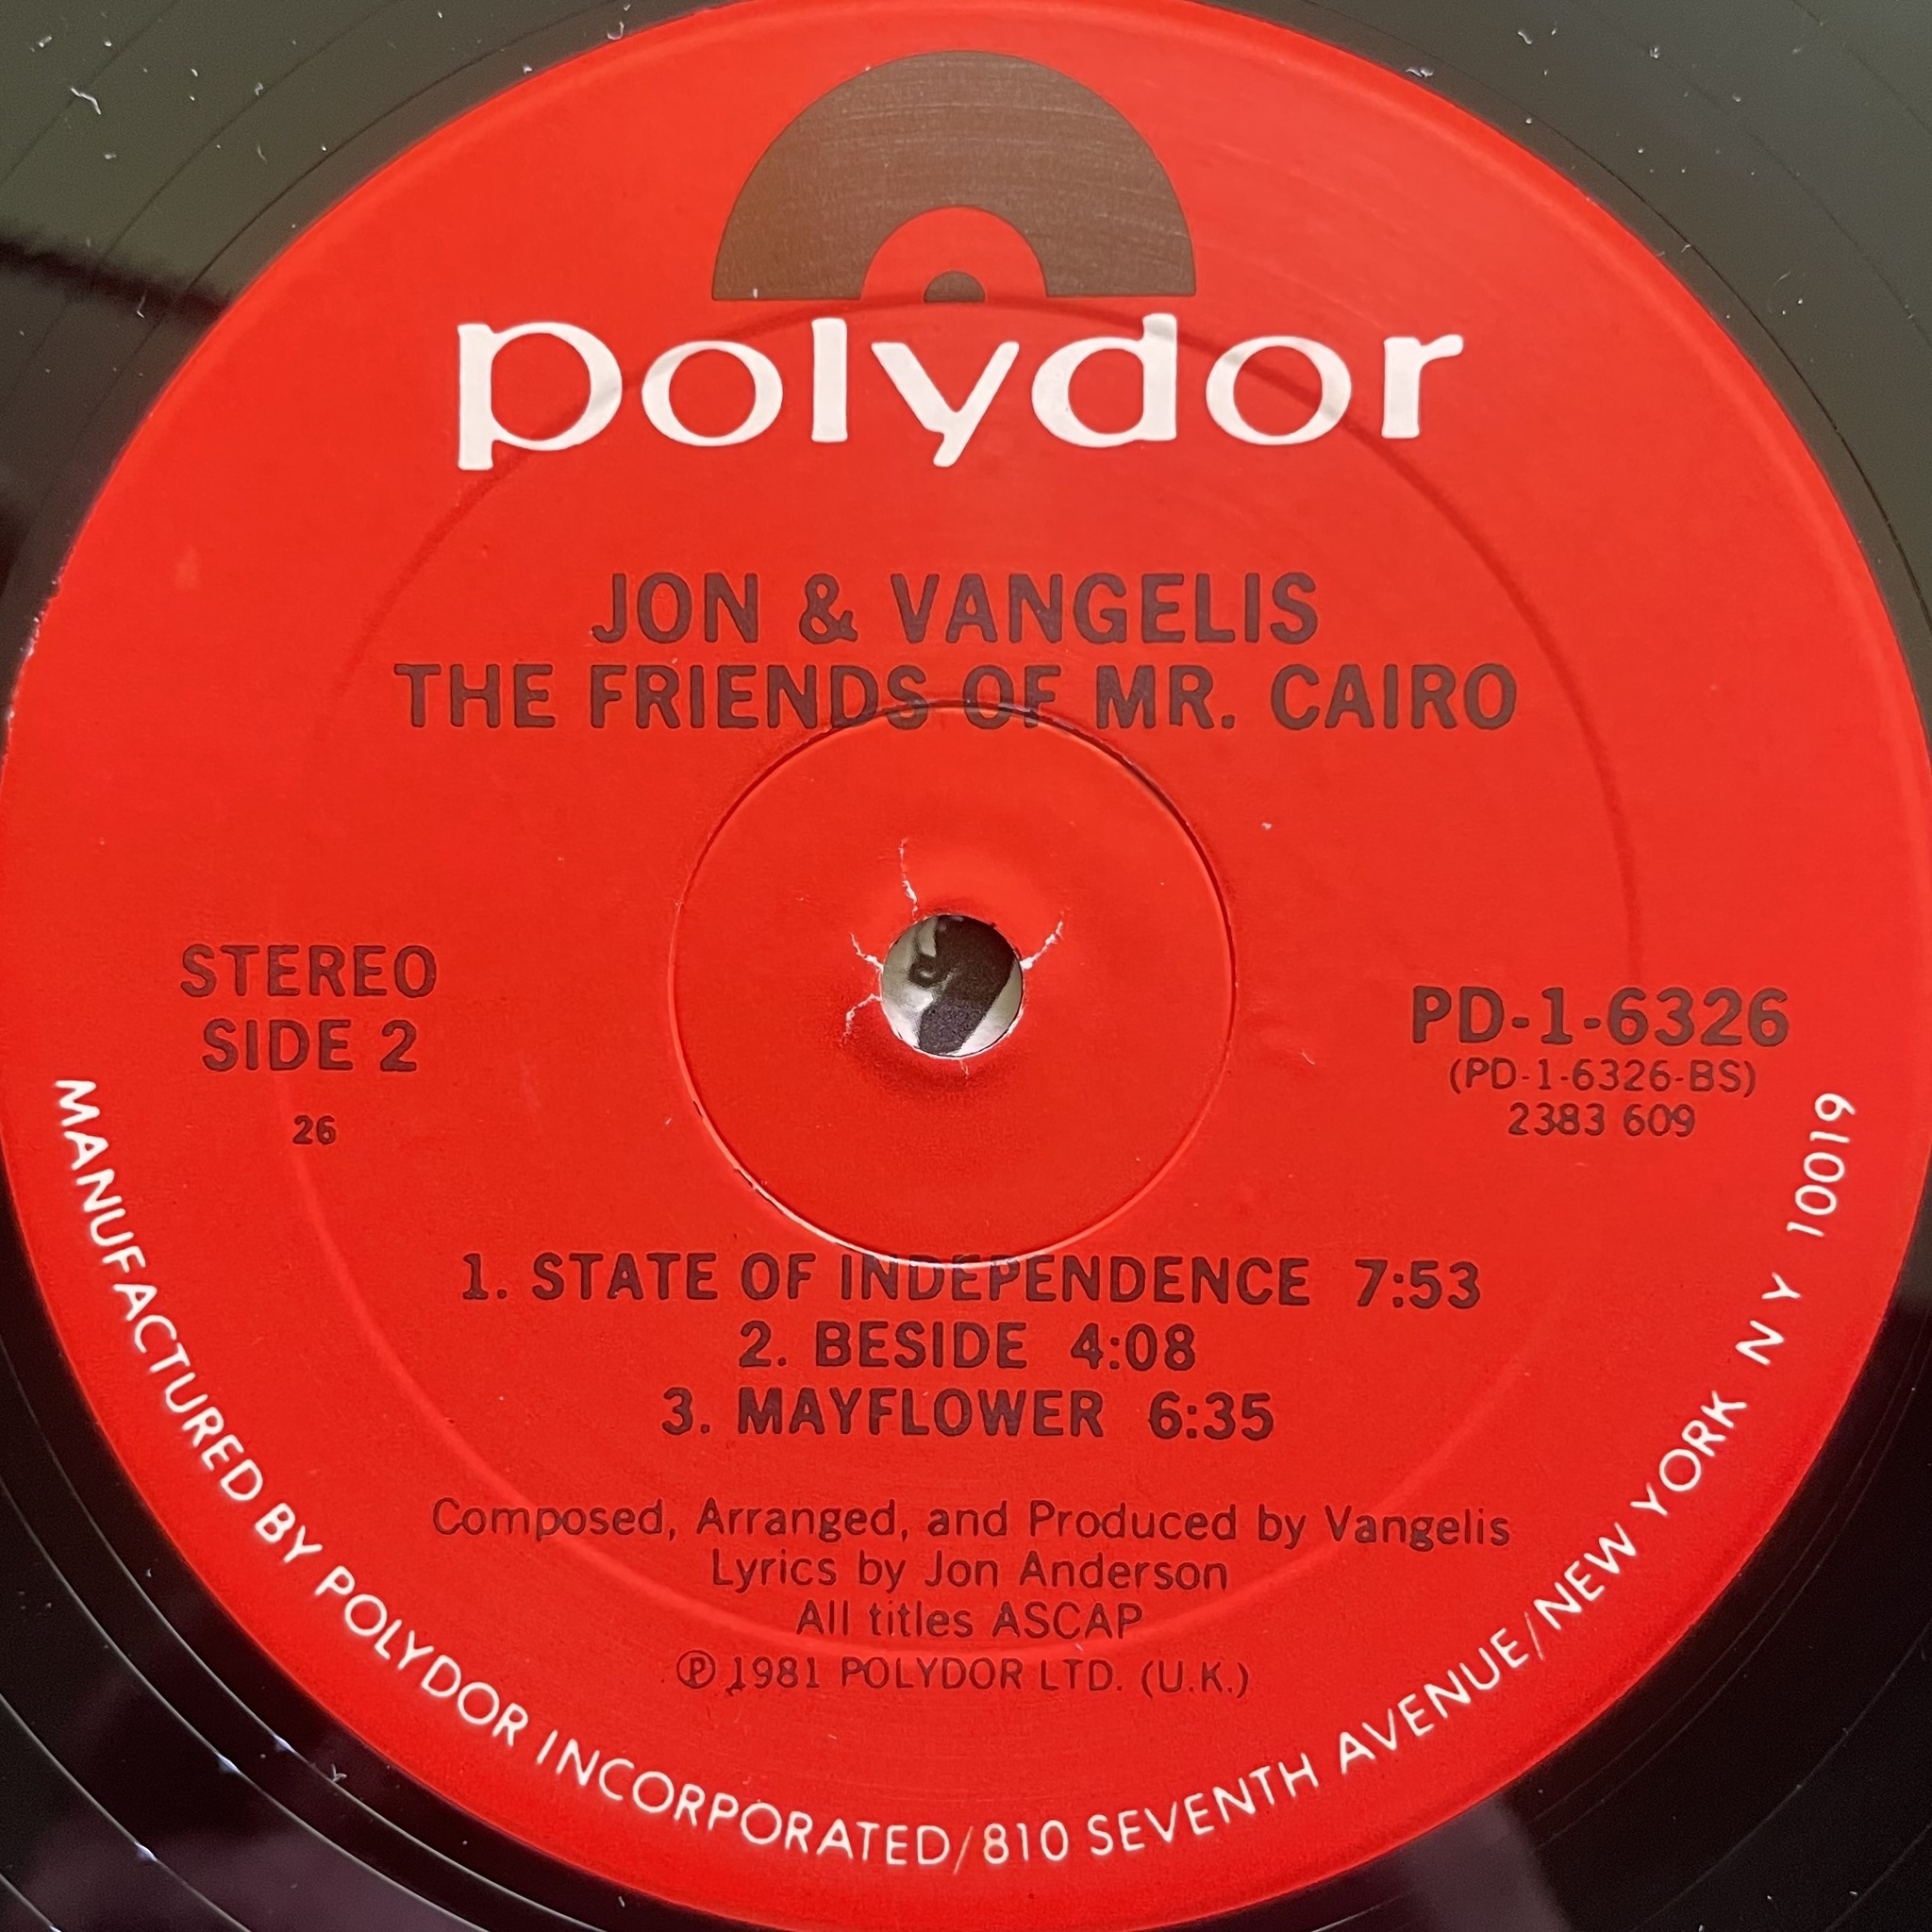 polydor
JON & VANGELIS
THE FRIENDS OF MR. CAIRO
STEREO
SIDE 2
26
PD-1-6326
(PD-1-6326-BS)
2383 609
1. STATE OF INDEPENDENCE 7:53
2. BESIDE 4:08
3. MAYFLOWER 6:35
Composed, Arranged, and Produced by Vangelis
Lyrics by Jon Anderson
All titles ASCAP
℗ 1981 POLYDOR LTD. (U.K.)
MANUFACTURED BY POLYDOR INCORPORATED/810 SEVENTH AVENUE/NEW YORK N Y 10019